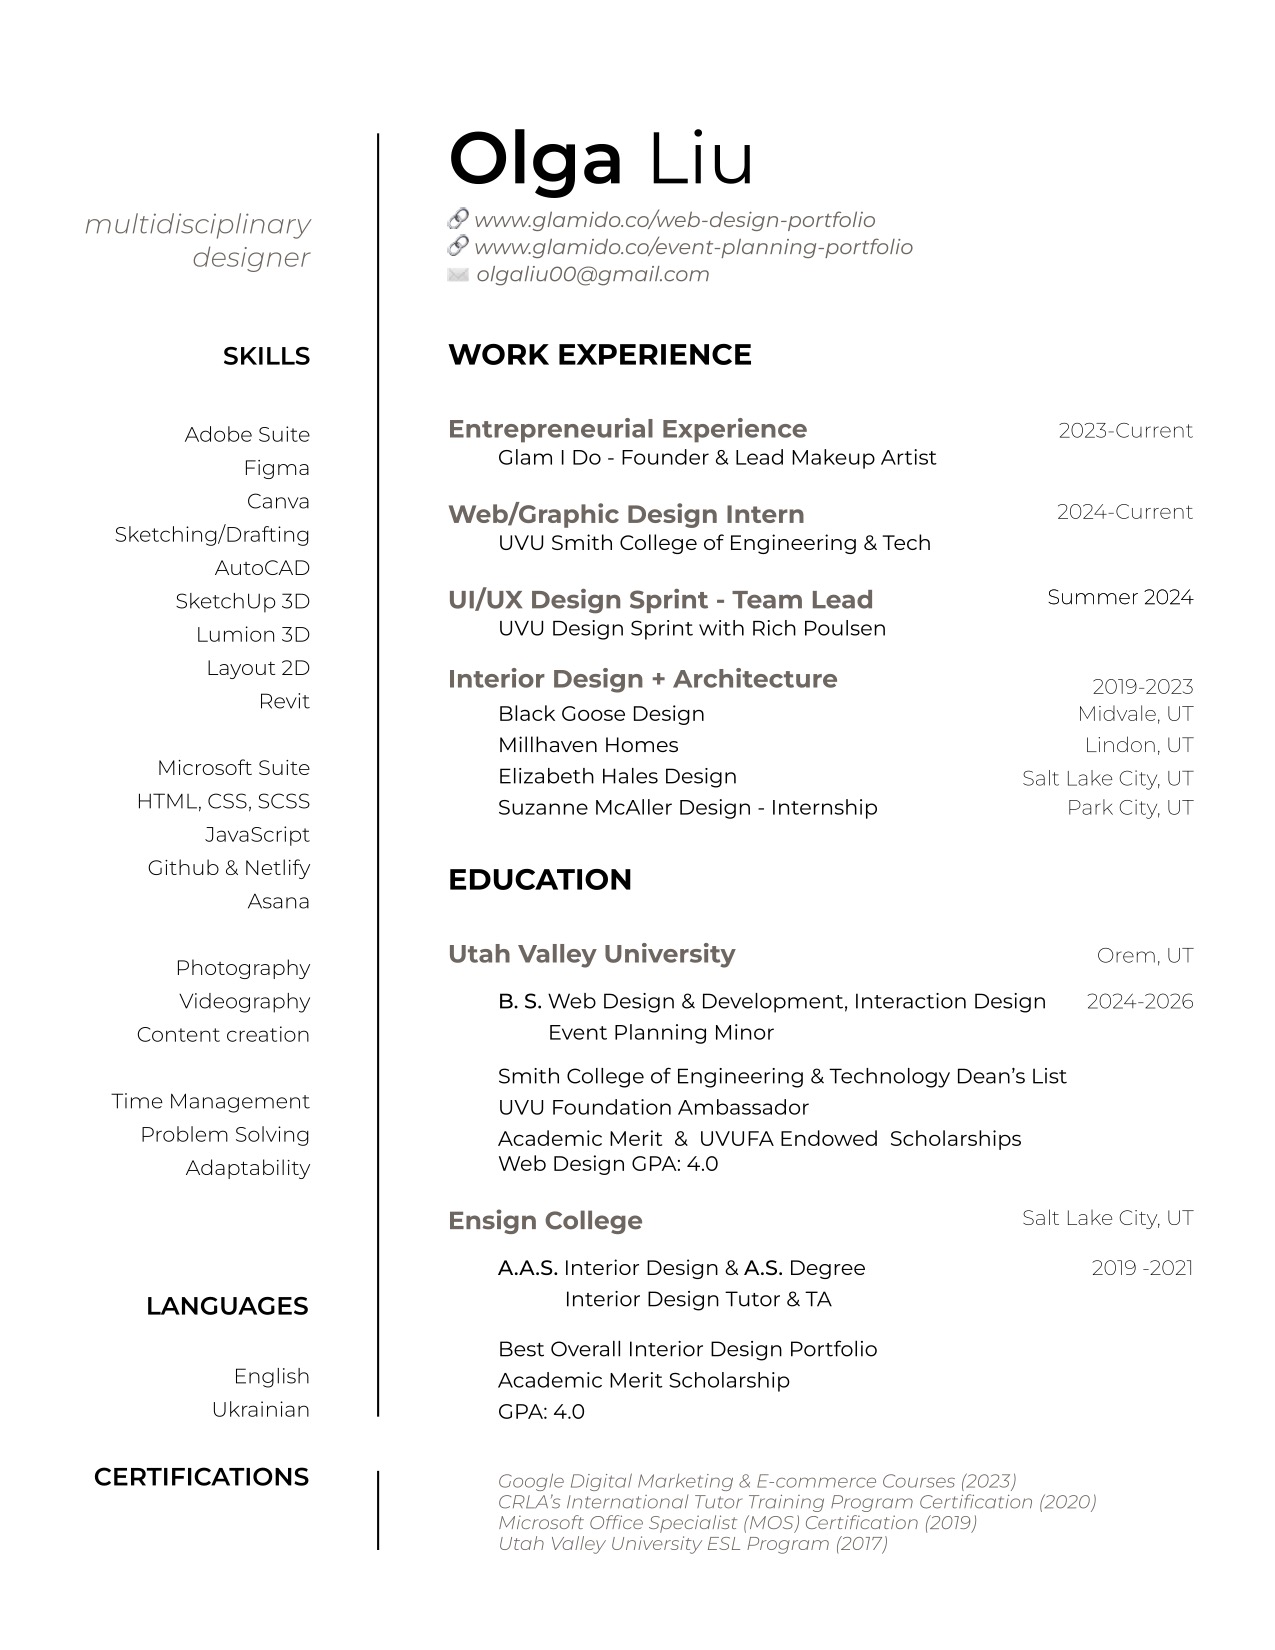 Olga Liu
multidisciplinary
designer
www.glamido.co/web-design-portfolio
www.glamido.co/event-planning-portfolio
olgaliu00@gmail.com
SKILLS
Adobe Suite
Figma
Canva
Sketching/Drafting
AutoCAD
SketchUp 3D
Lumion 3D
Layout 2D
Revit
Microsoft Suite
HTML, CSS, SCSS
JavaScript
Github & Netlify
Asana
Photography
Videography
Content creation
Time Management
Problem Solving
Adaptability
LANGUAGES
English
Ukrainian
WORK EXPERIENCE
Entrepreneurial Experience 2023-Current
Glam I Do - Founder & Lead Makeup Artist
Web/Graphic Design Intern 2024-Current
UVU Smith College of Engineering & Tech
UI/UX Design Sprint - Team Lead Summer 2024
UVU Design Sprint with Rich Poulsen
Interior Design + Architecture 2019-2023
Black Goose Design Midvale, UT
Millhaven Homes Lindon, UT
Elizabeth Hales Design Salt Lake City, UT
Suzanne McAller Design - Internship Park City, UT
EDUCATION
Utah Valley University Orem, UT
B. S. Web Design & Development, Interaction Design 2024-2026
Event Planning Minor
Smith College of Engineering & Technology Dean’s List
UVU Foundation Ambassador
Academic Merit & UVUFA Endowed Scholarships
Web Design GPA: 4.0
Ensign College Salt Lake City, UT
A.A.S. Interior Design & A.S. Degree 2019 -2021
Interior Design Tutor & TA
Best Overall Interior Design Portfolio
Academic Merit Scholarship
GPA: 4.0
CERTIFICATIONS
Google Digital Marketing & E-commerce Courses (2023)
CRLA’s International Tutor Training Program Certification (2020)
Microsoft Office Specialist (MOS) Certification (2019)
Utah Valley University ESL Program (2017)